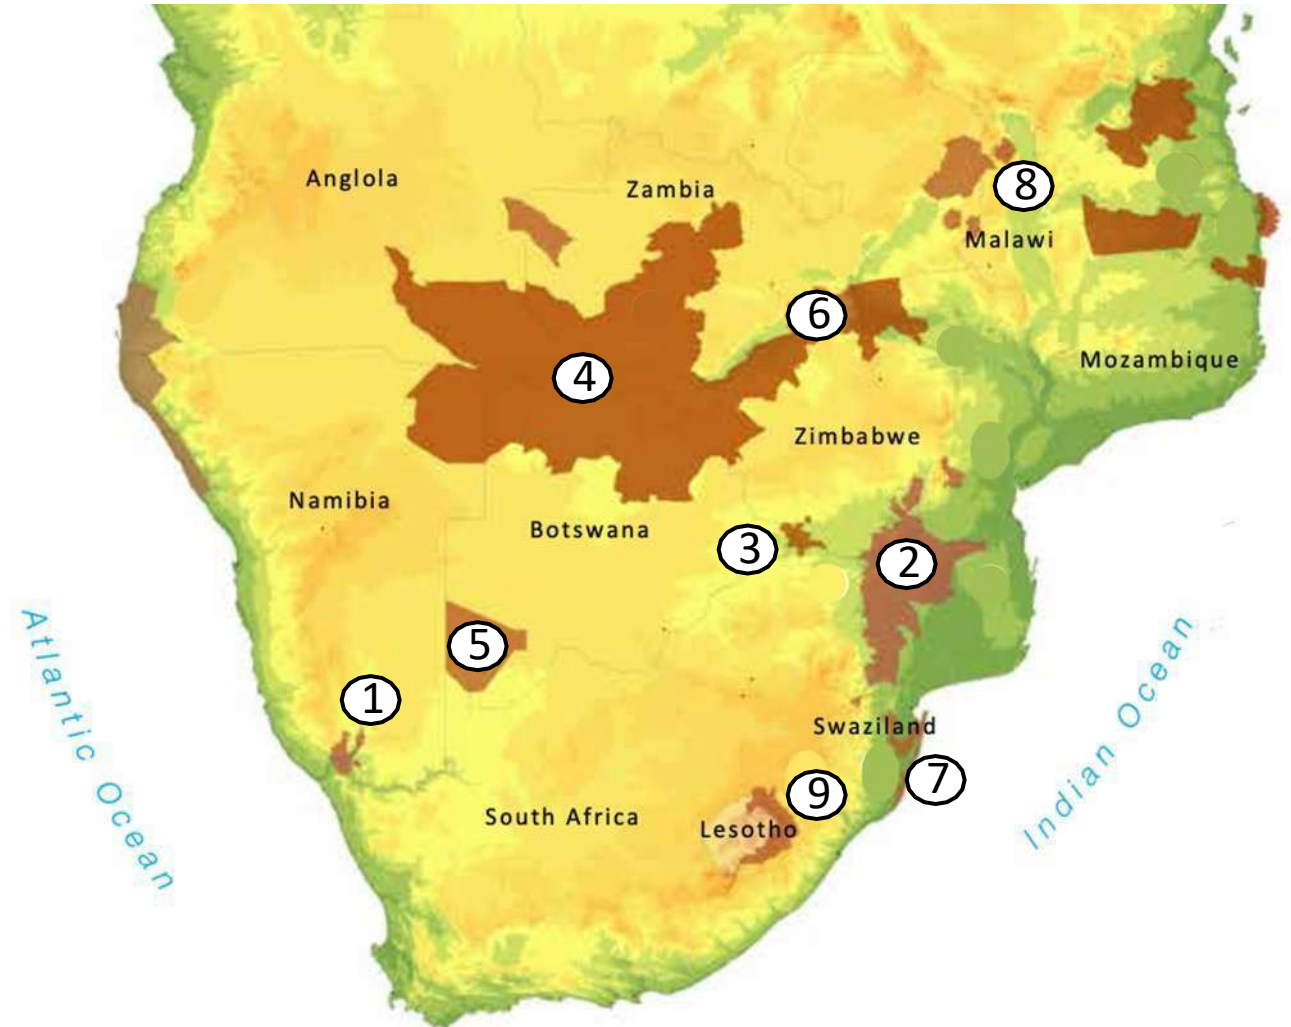 Anglola
Zambia
8
Malawi
6
Mozambique
4
Zimbabwe
Namibia
Botswana
3
2
Atlantic Ocean
5
Indian Ocean
1
Swaziland
7
9
South Africa
Lesotho